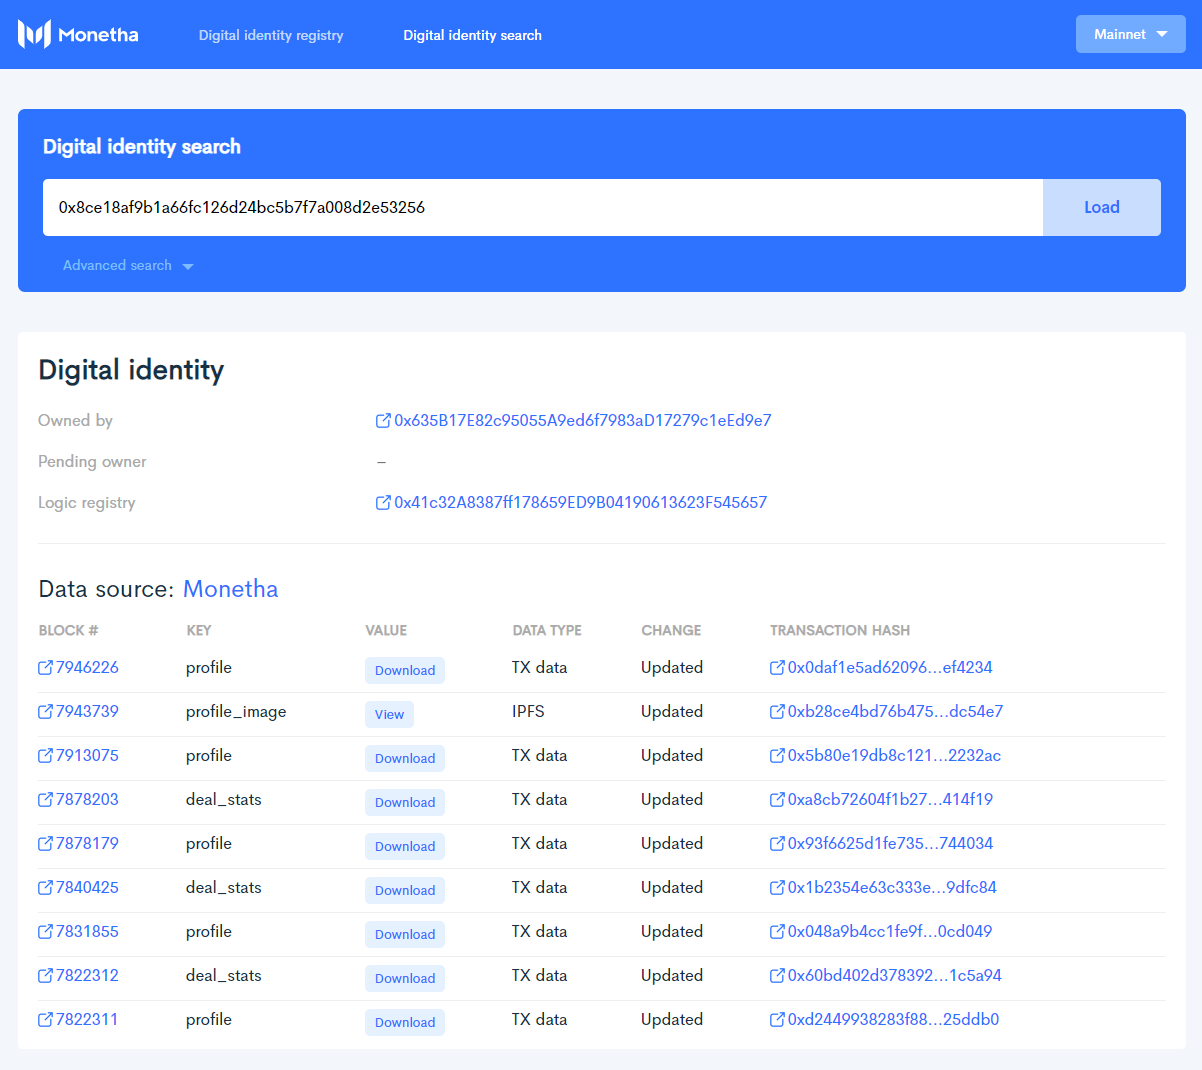 Monetha Digital identity registry Digital identity search Mainnet
Digital identity search
0x8ce18af9b1a66fc126d24bc5b7f7a008d2e53256 Load
Advanced search
Digital identity
Owned by 0x635B17E82c95055A9ed6f7983aD17279c1eEd9e7
Pending owner –
Logic registry 0x41c32A8387ff178659ED9B04190613623F545657
Data source: Monetha
BLOCK # KEY VALUE DATA TYPE CHANGE TRANSACTION HASH
7946226 profile Download TX data Updated 0x0daf1e5ad62096...ef4234
7943739 profile_image View IPFS Updated 0xb28ce4bd76b475...dc54e7
7913075 profile Download TX data Updated 0x5b80e19db8c121...2232ac
7878203 deal_stats Download TX data Updated 0xa8cb72604f1b27...414f19
7878179 profile Download TX data Updated 0x93f6625d1fe735...744034
7840425 deal_stats Download TX data Updated 0x1b2354e63c333e...9dfc84
7831855 profile Download TX data Updated 0x048a9b4cc1fe9f...0cd049
7822312 deal_stats Download TX data Updated 0x60bd402d378392...1c5a94
7822311 profile Download TX data Updated 0xd2449938283f88...25ddb0